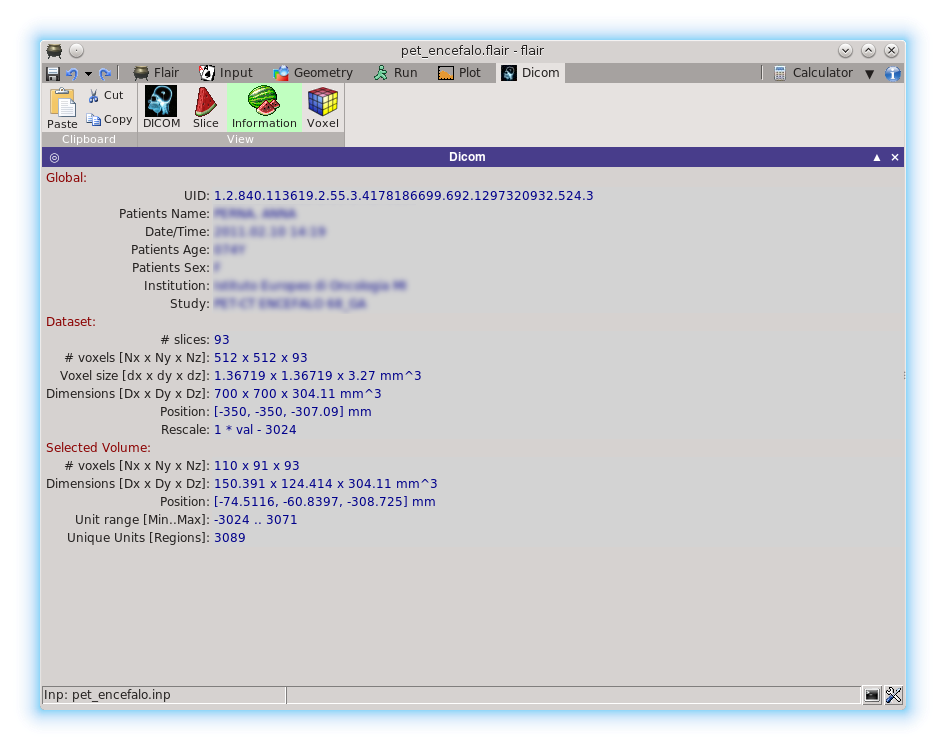 pet_encefalo.flair - flair
Flair Input Geometry Run Plot Dicom Calculator
Paste Cut Copy DICOM Slice Information Voxel
Clipboard View
Dicom
Global:
UID: 1.2.840.113619.2.55.3.4178186699.692.1297320932.524.3
Patients Name:
Date/Time:
Patients Age:
Patients Sex:
Institution:
Study:
Dataset:
# slices: 93
# voxels [Nx x Ny x Nz]: 512 x 512 x 93
Voxel size [dx x dy x dz]: 1.36719 x 1.36719 x 3.27 mm^3
Dimensions [Dx x Dy x Dz]: 700 x 700 x 304.11 mm^3
Position: [-350, -350, -307.09] mm
Rescale: 1 * val - 3024
Selected Volume:
# voxels [Nx x Ny x Nz]: 110 x 91 x 93
Dimensions [Dx x Dy x Dz]: 150.391 x 124.414 x 304.11 mm^3
Position: [-74.5116, -60.8397, -308.725] mm
Unit range [Min..Max]: -3024 .. 3071
Unique Units [Regions]: 3089
Inp: pet_encefalo.inp